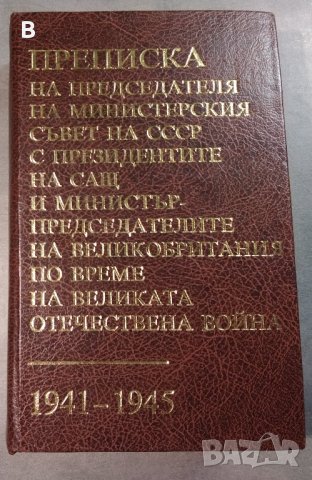 B
ПРЕПИСКА
НА ПРЕДСЕДАТЕЛЯ
НА МИНИСТЕРСКИЯ
СЪВЕТ НА СССР
С ПРЕЗИДЕНТИТЕ
НА САЩ
И МИНИСТЪР-
ПРЕДСЕДАТЕЛИТЕ
НА ВЕЛИКОБРИТАНИЯ
ПО ВРЕМЕ
НА ВЕЛИКАТА
ОТЕЧЕСТВЕНА ВОЙНА
1941–1945
BAZAR